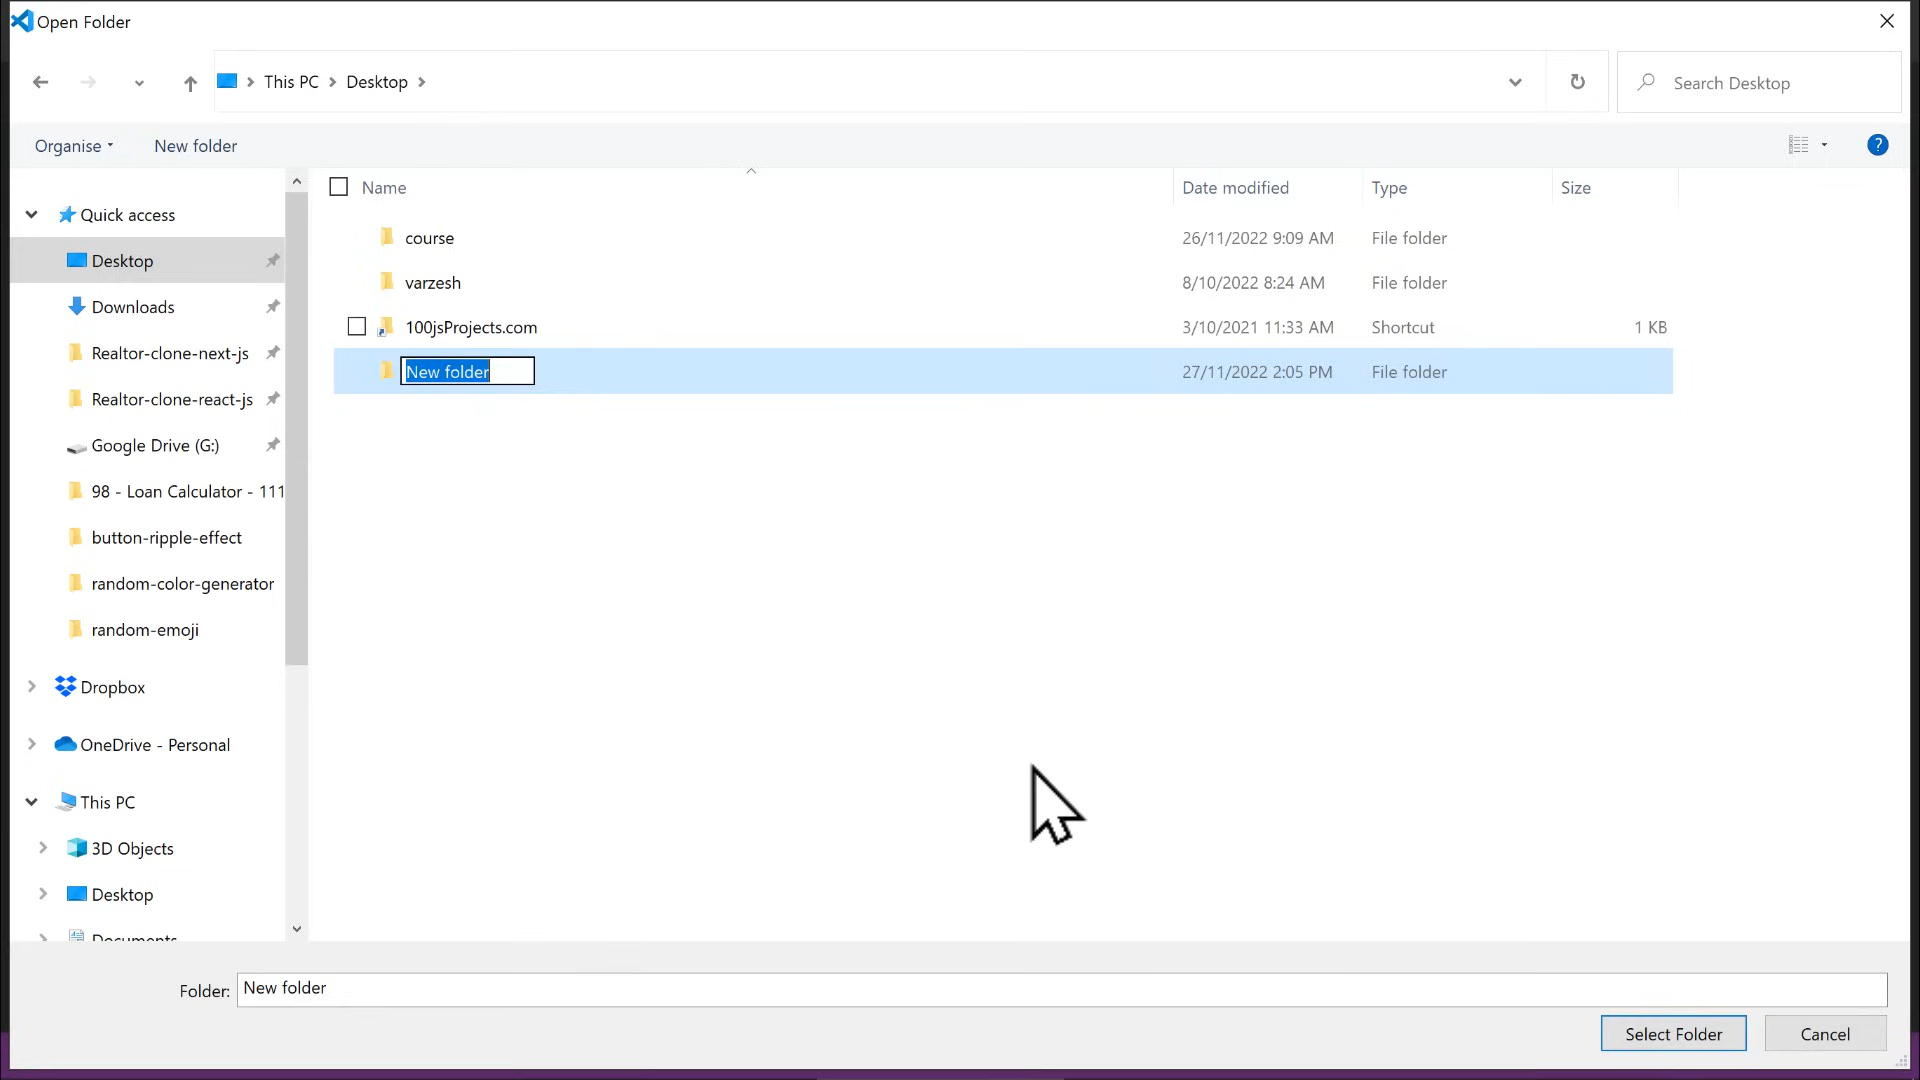 Open Folder
This PC
Desktop
Search Desktop
Organise
New folder
?
Name
Date modified
Type
Size
Quick access
Desktop
Downloads
Realtor-clone-next-js
Realtor-clone-react-js
Google Drive (G:)
98 - Loan Calculator - 111
button-ripple-effect
random-color-generator
random-emoji
Dropbox
OneDrive - Personal
This PC
3D Objects
Desktop
Documents
course 26/11/2022 9:09 AM File folder
varzesh 8/10/2022 8:24 AM File folder
100jsProjects.com 3/10/2021 11:33 AM Shortcut 1 KB
New folder 27/11/2022 2:05 PM File folder
Folder: New folder
Select Folder
Cancel